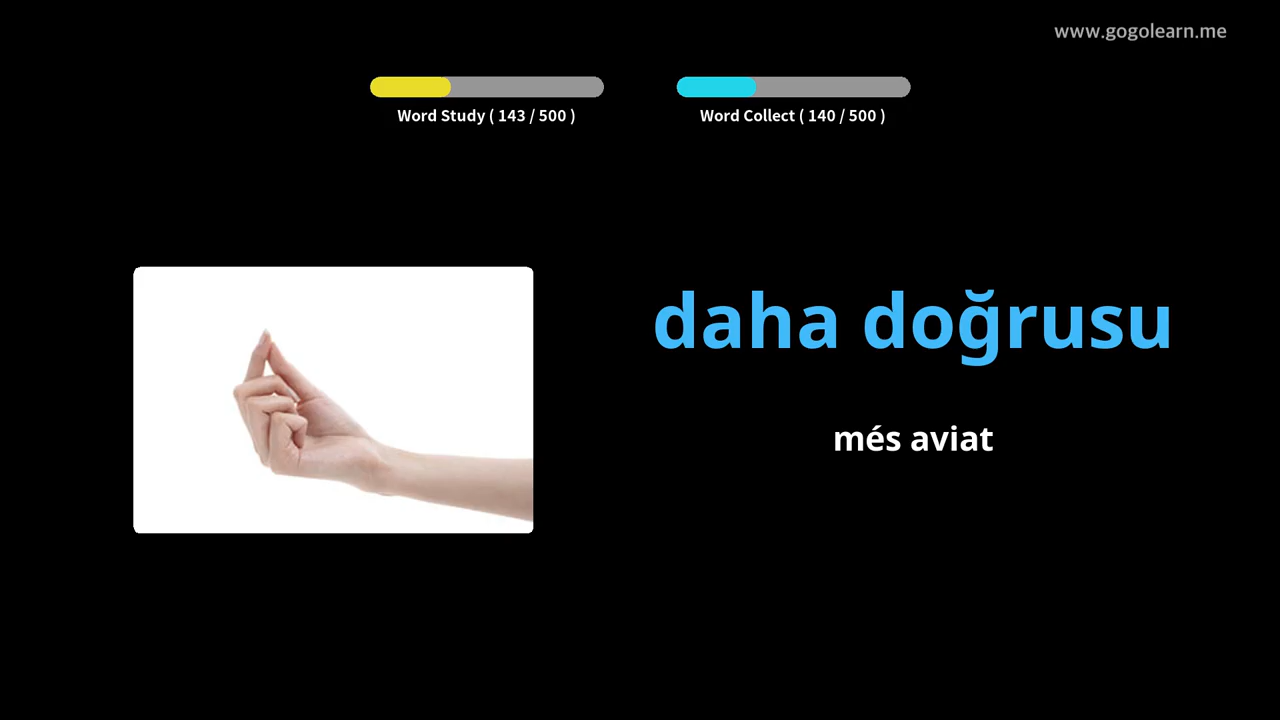 www.gogolearn.me
Word Study ( 143 / 500 )
Word Collect ( 140 / 500 )
daha doğrusu
més aviat